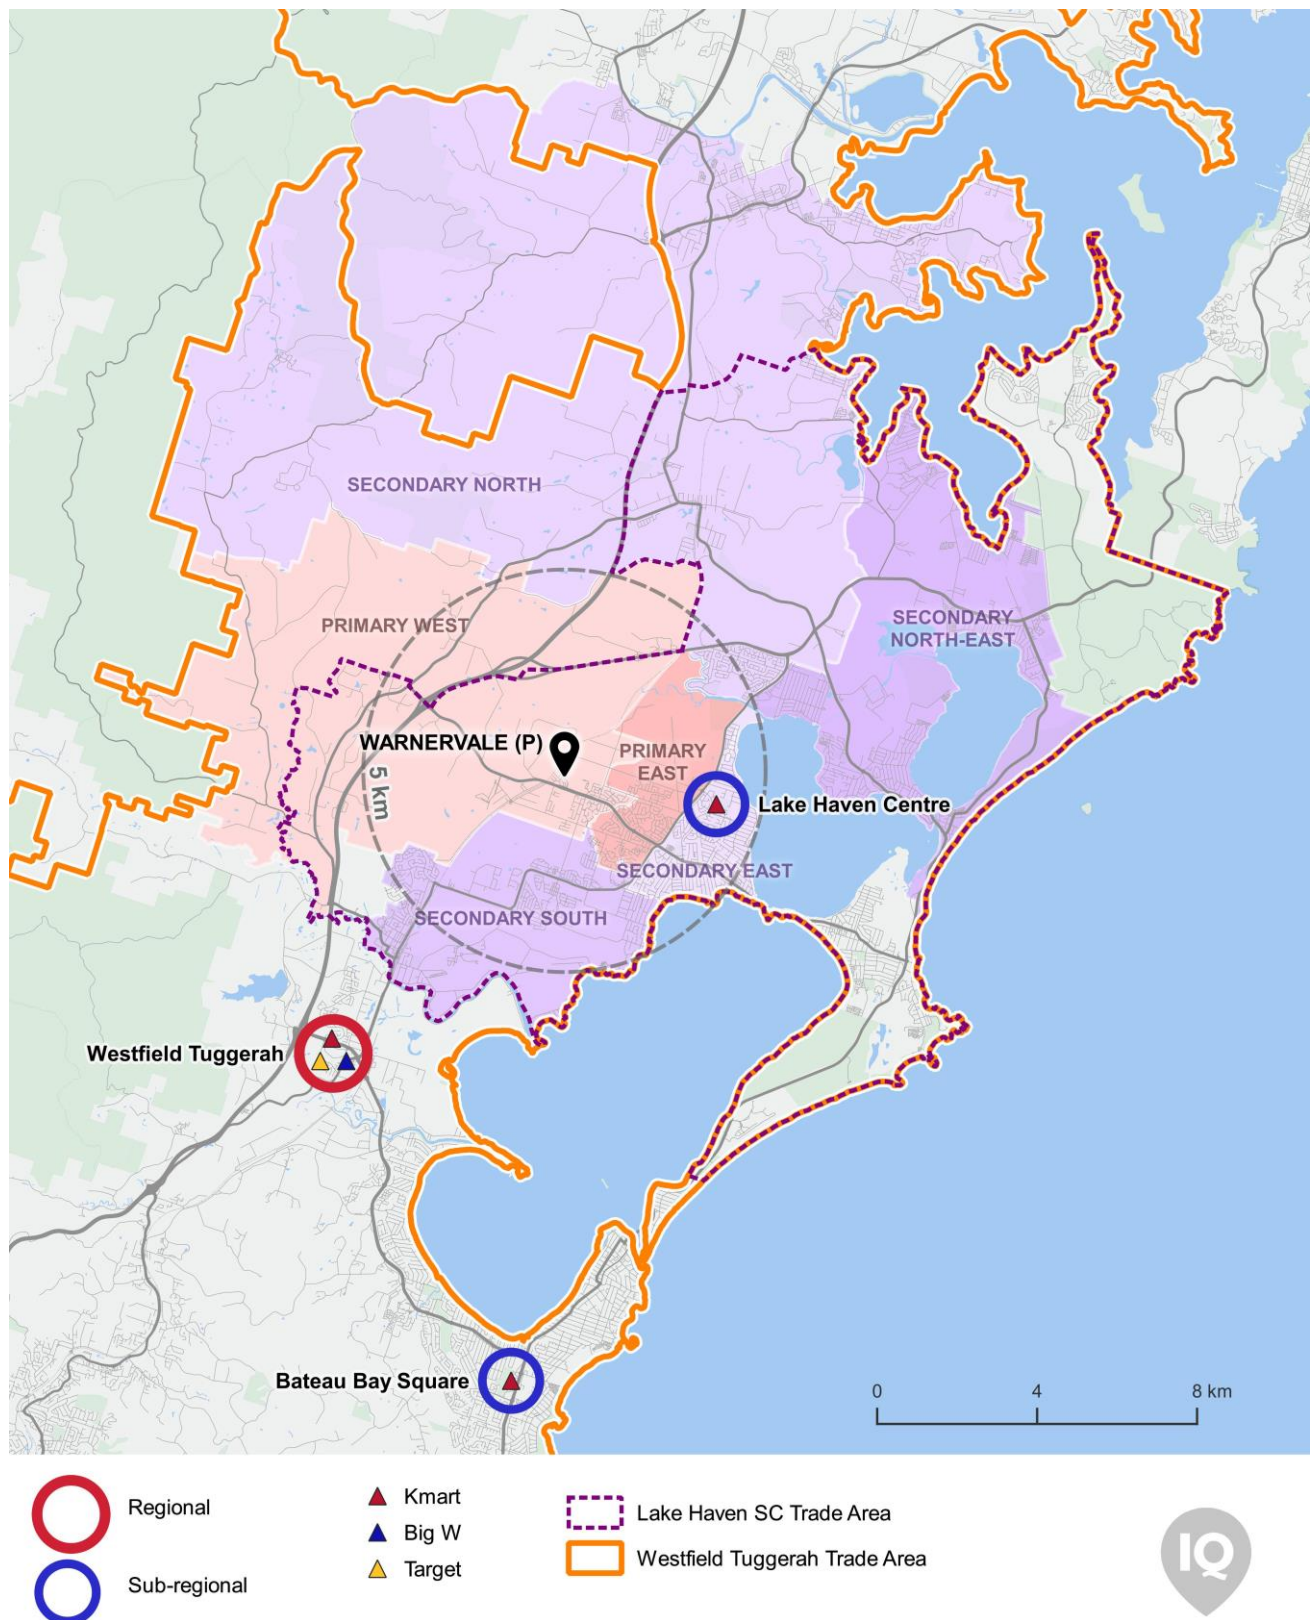 SECONDARY NORTH
PRIMARY WEST
SECONDARY
NORTH-EAST
WARNERVALE (P)
PRIMARY
EAST
5 km
Lake Haven Centre
SECONDARY EAST
SECONDARY SOUTH
Westfield Tuggerah
Bateau Bay Square
0 4 8 km
Regional
Sub-regional
Kmart
Big W
Target
Lake Haven SC Trade Area
Westfield Tuggerah Trade Area
IQ